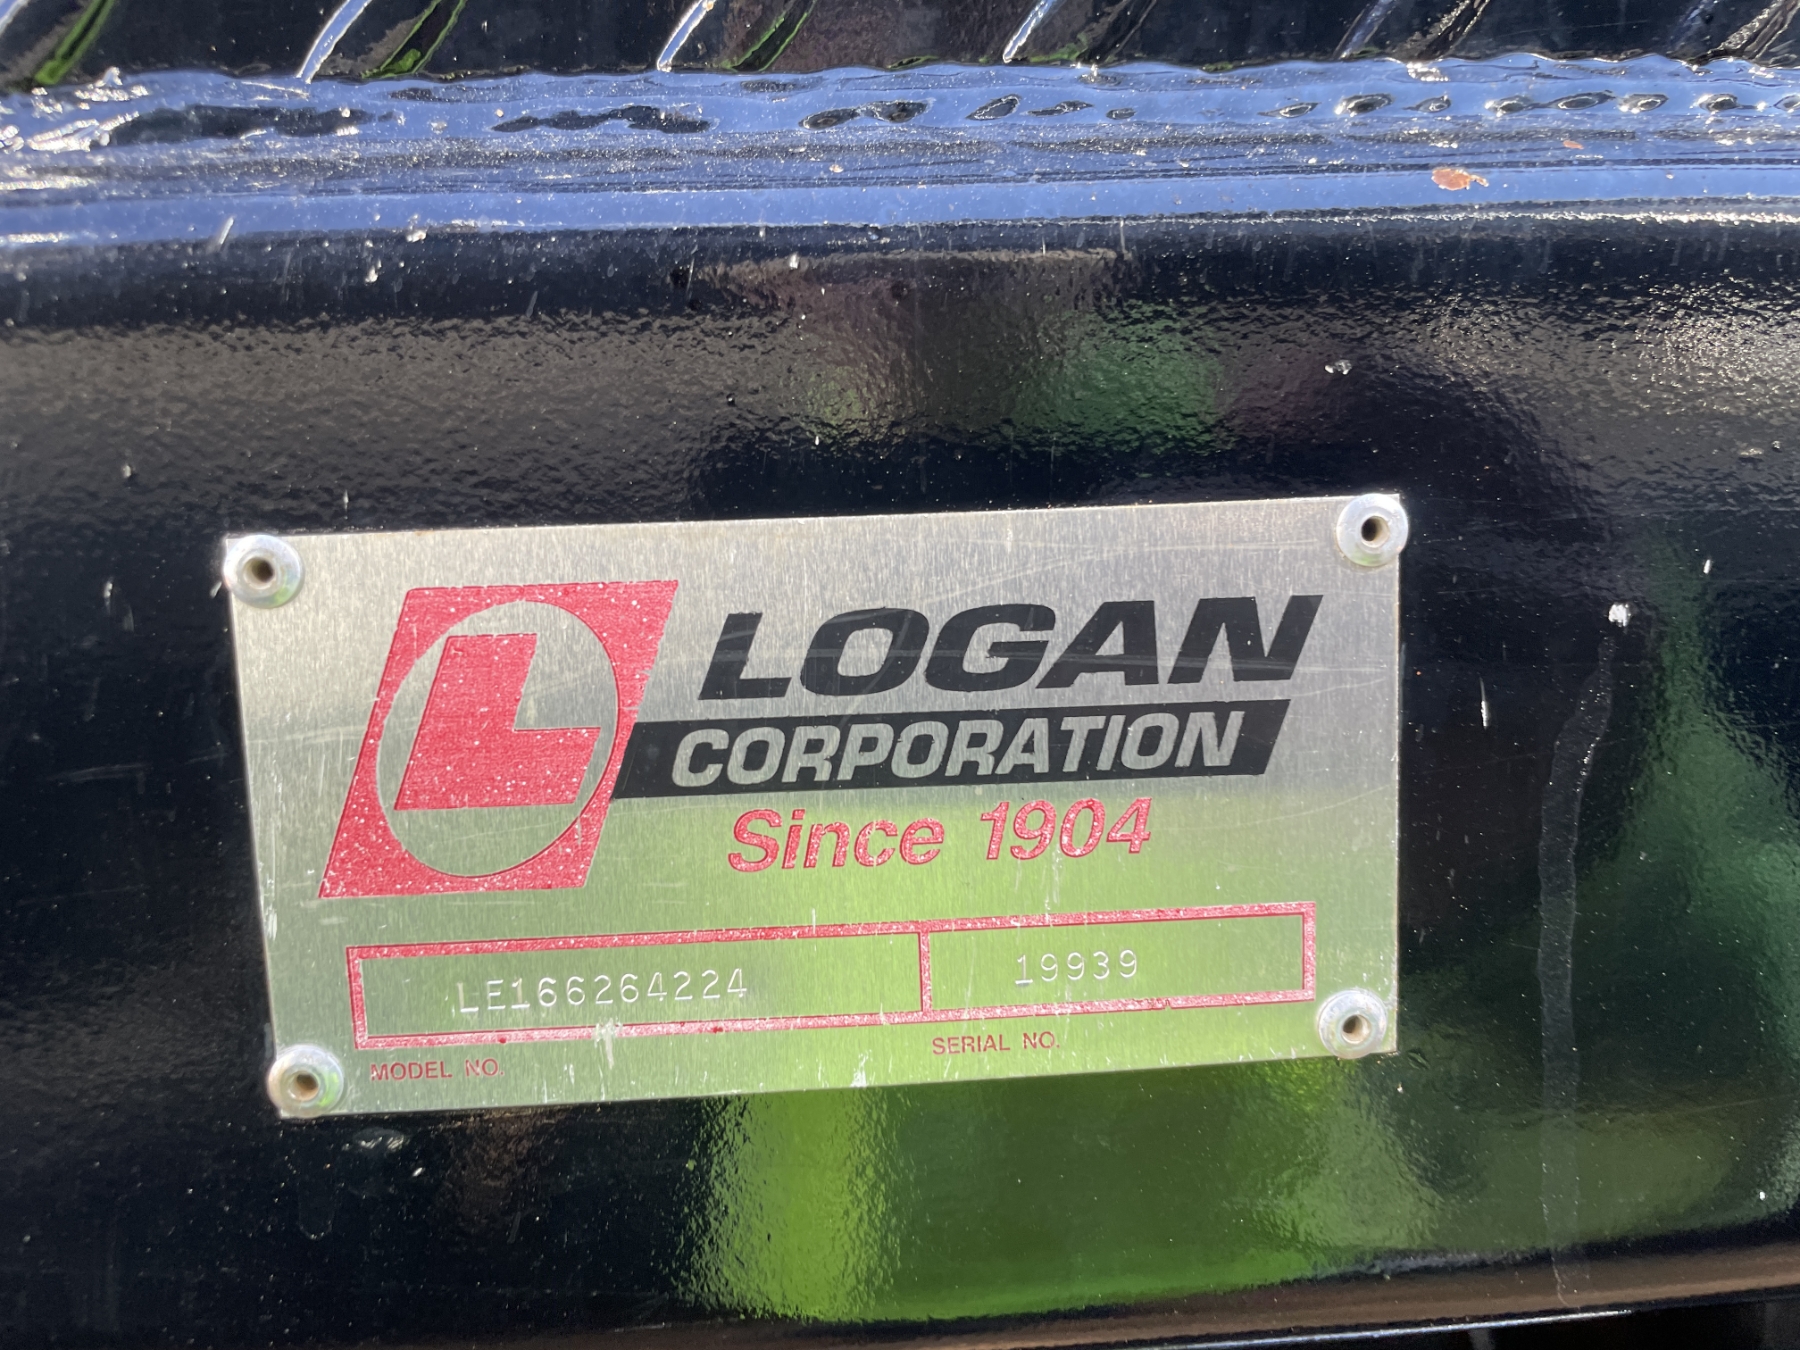 L
LOGAN
CORPORATION
Since 1904
LE166264224
19939
MODEL NO.
SERIAL NO.